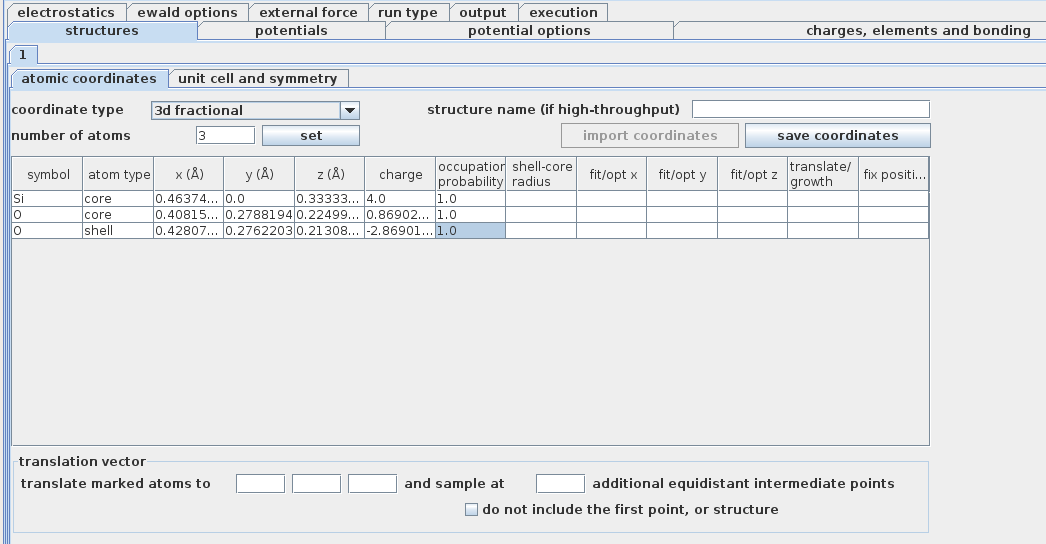 electrostatics ewald options external force run type output execution
structures potentials potential options charges, elements and bonding
1
atomic coordinates unit cell and symmetry
coordinate type 3d fractional structure name (if high-throughput)
number of atoms 3 set import coordinates save coordinates
symbol atom type x (Å) y (Å) z (Å) charge occupation probability shell-core radius fit/opt x fit/opt y fit/opt z translate/ growth fix positi...
Si core 0.46374... 0.0 0.33333... 4.0 1.0
O core 0.40815... 0.2788194 0.22499... 0.86902... 1.0
O shell 0.42807... 0.2762203 0.21308... -2.86901... 1.0
translation vector
translate marked atoms to and sample at additional equidistant intermediate points
do not include the first point, or structure